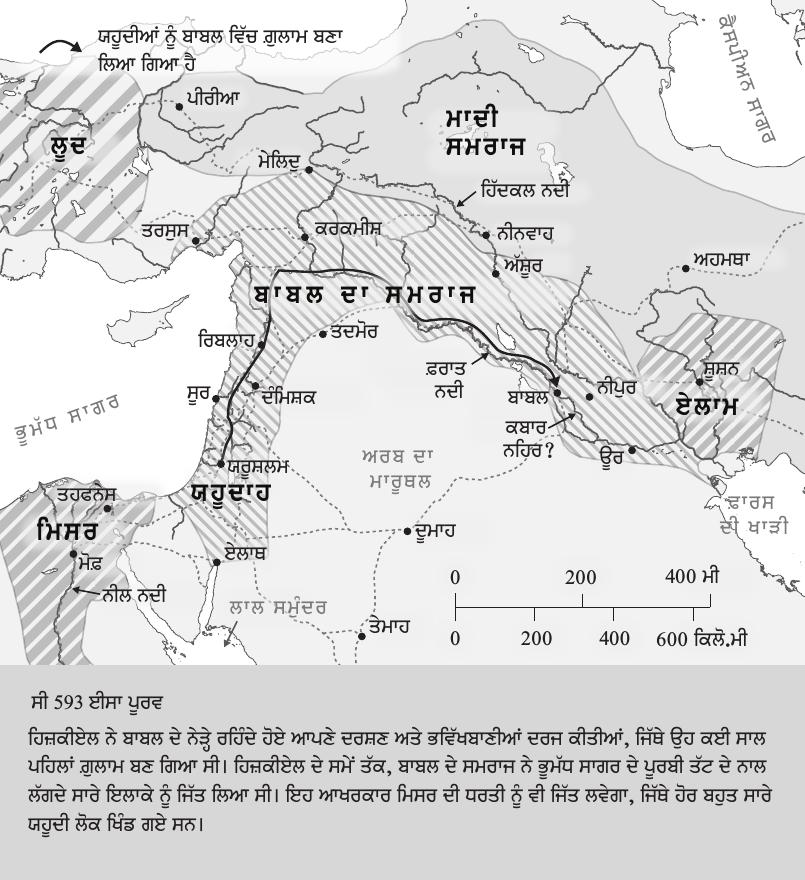 ਯਹੂਦੀਆਂ ਨੂੰ ਬਾਬਲ ਵਿੱਚ ਗ਼ੁਲਾਮ ਬਣਾ
ਲਿਆ ਗਿਆ ਹੈ
ਕੈਸਪੀਅਨ ਸਾਗਰ
ਪੀਰੀਆ
ਮਾਦੀ
ਸਮਰਾਜ
ਲੂਦ
ਮੇਲਿਦ
ਹਿੱਦਕਲ ਨਦੀ
ਤਰਸੁਸ
ਕਰਕਮੀਸ਼
ਨੀਨਵਾਹ
ਅੱਸ਼ੂਰ
ਅਹਮਥਾ
ਬਾਬਲ ਦਾ ਸਮਰਾਜ
ਰਿਬਲਾਹ
ਤਦਮੋਰ
ਫ਼ਰਾਤ
ਨਦੀ
ਸ਼ੂਸ਼ਨ
ਸੂਰ
ਦੰਮਿਸ਼ਕ
ਬਾਬਲ
ਨੀਪੁਰ
ਏਲਾਮ
ਭੂਮੱਧ ਸਾਗਰ
ਕਬਾਰ
ਨਹਿਰ?
ਊਰ
ਅਰਬ ਦਾ
ਮਾਰੂਥਲ
ਯਰੂਸ਼ਲਮ
ਯਹੂਦਾਹ
ਤਹਫਨੇਸ
ਮਿਸਰ
ਫ਼ਾਰਸ
ਦੀ ਖਾੜੀ
ਦੂਮਾਹ
ਏਲਾਥ
ਮੋਫ਼
ਨੀਲ ਨਦੀ
ਲਾਲ ਸਮੁੰਦਰ
ਤੇਮਾਹ
0 200 400 ਮੀ
0 200 400 600 ਕਿਲੋ.ਮੀ
ਸੀ 593 ਈਸਾ ਪੂਰਵ
ਹਿਜ਼ਕੀਏਲ ਨੇ ਬਾਬਲ ਦੇ ਨੇੜ੍ਹੇ ਰਹਿੰਦੇ ਹੋਏ ਆਪਣੇ ਦਰਸ਼ਣ ਅਤੇ ਭਵਿੱਖਬਾਣੀਆਂ ਦਰਜ ਕੀਤੀਆਂ, ਜਿੱਥੇ ਉਹ ਕਈ ਸਾਲ
ਪਹਿਲਾਂ ਗ਼ੁਲਾਮ ਬਣ ਗਿਆ ਸੀ। ਹਿਜ਼ਕੀਏਲ ਦੇ ਸਮੇਂ ਤੱਕ, ਬਾਬਲ ਦੇ ਸਮਰਾਜ ਨੇ ਭੂਮੱਧ ਸਾਗਰ ਦੇ ਪੂਰਬੀ ਤੱਟ ਦੇ ਨਾਲ
ਲੱਗਦੇ ਸਾਰੇ ਇਲਾਕੇ ਨੂੰ ਜਿੱਤ ਲਿਆ ਸੀ। ਇਹ ਆਖਰਕਾਰ ਮਿਸਰ ਦੀ ਧਰਤੀ ਨੂੰ ਵੀ ਜਿੱਤ ਲਵੇਗਾ, ਜਿੱਥੇ ਹੋਰ ਬਹੁਤ ਸਾਰੇ
ਯਹੂਦੀ ਲੋਕ ਖਿੰਡ ਗਏ ਸਨ।